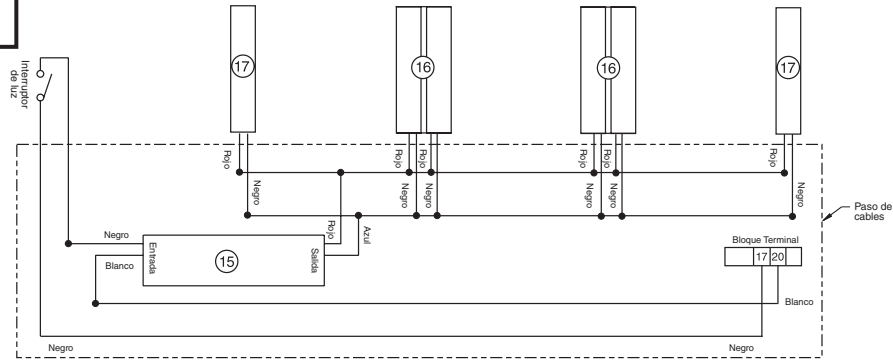 17
16
16
17
Interruptor
de luz
Rojo
Negro
Rojo
Rojo
Negro
Negro
Rojo
Rojo
Negro
Negro
Rojo
Negro
Paso de
cables
Rojo
Azul
Negro
Blanco
Entrada
15
Salida
Bloque Terminal
17 20
Blanco
Negro
Negro